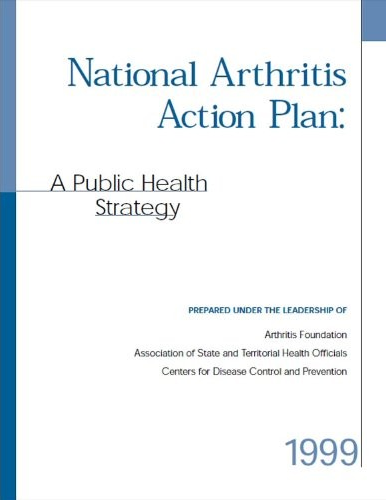 National Arthritis
Action Plan:
A Public Health
Strategy
PREPARED UNDER THE LEADERSHIP OF
Arthritis Foundation
Association of State and Territorial Health Officials
Centers for Disease Control and Prevention
1999